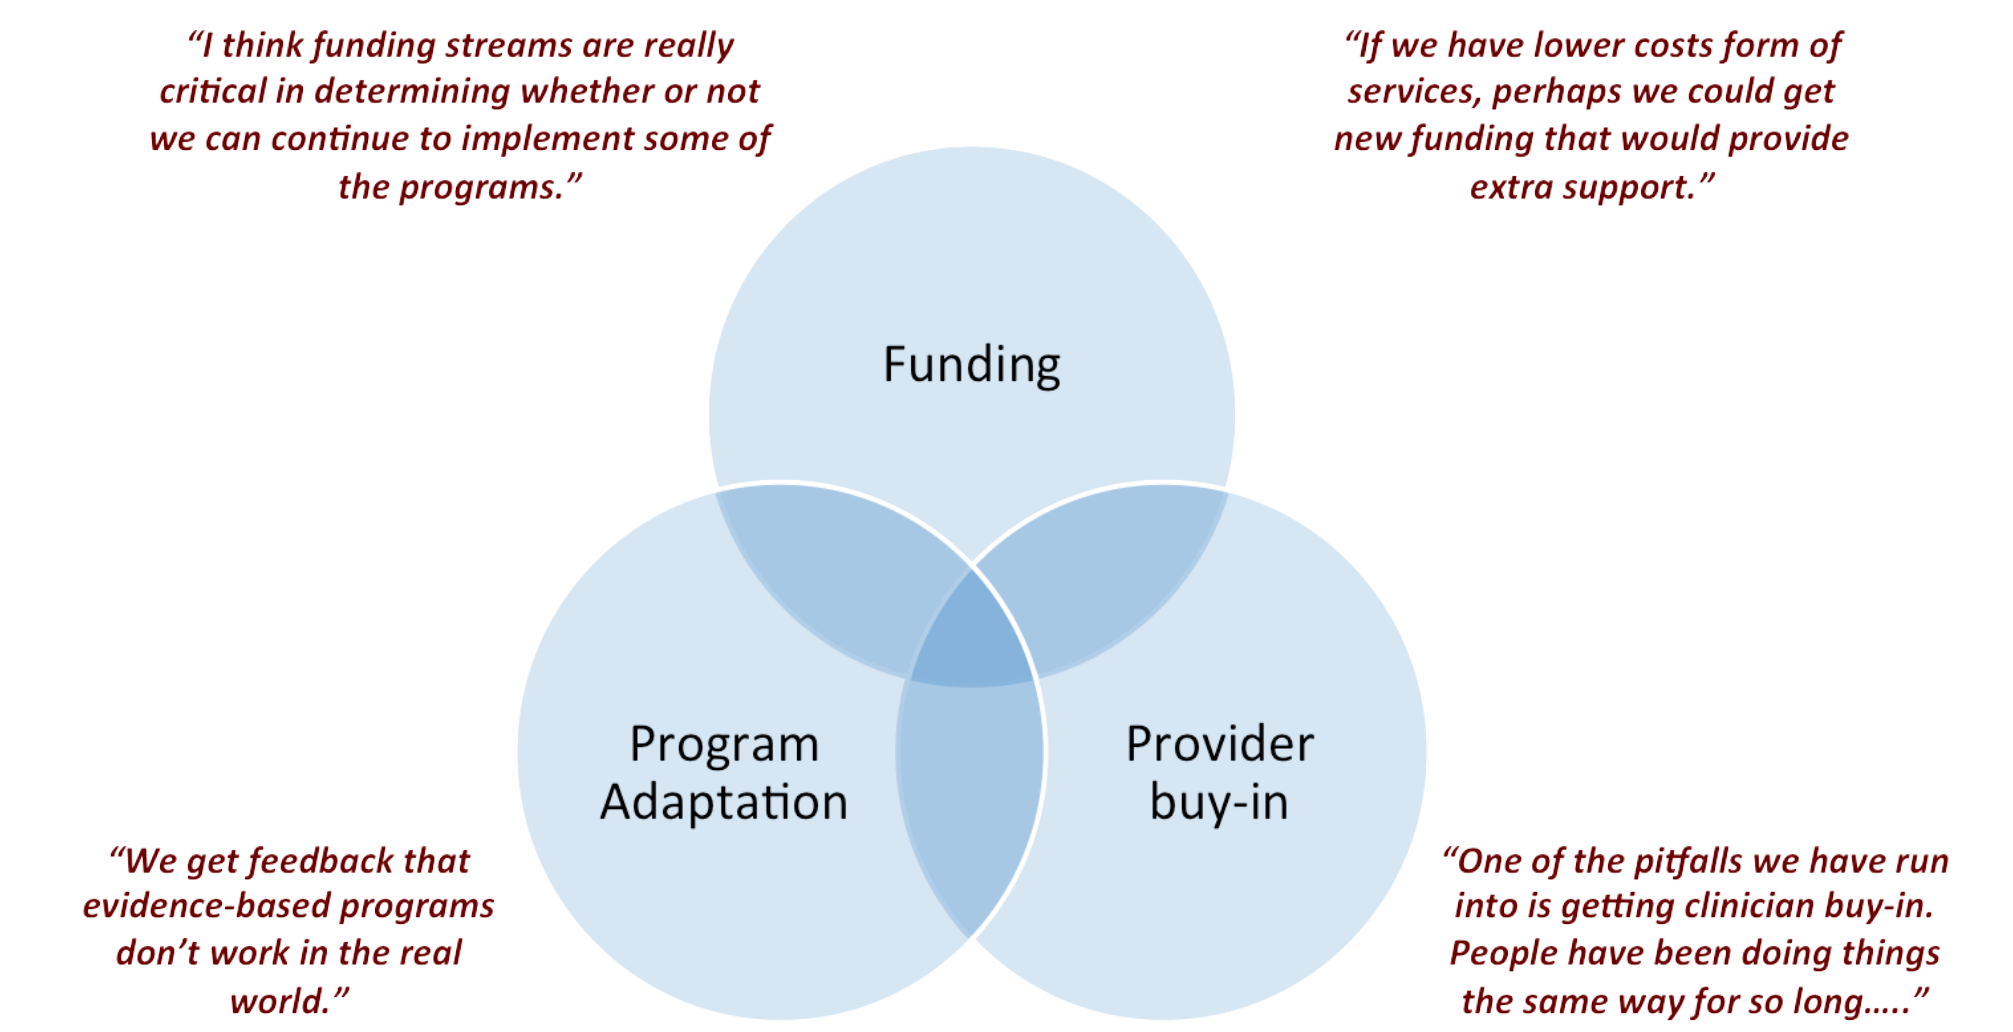 “I think funding streams are really
critical in determining whether or not
we can continue to implement some of
the programs.”
“If we have lower costs form of
services, perhaps we could get
new funding that would provide
extra support.”
Funding
Program
Adaptation
Provider
buy-in
“We get feedback that
evidence-based programs
don’t work in the real
world.”
“One of the pitfalls we have run
into is getting clinician buy-in.
People have been doing things
the same way for so long…..”